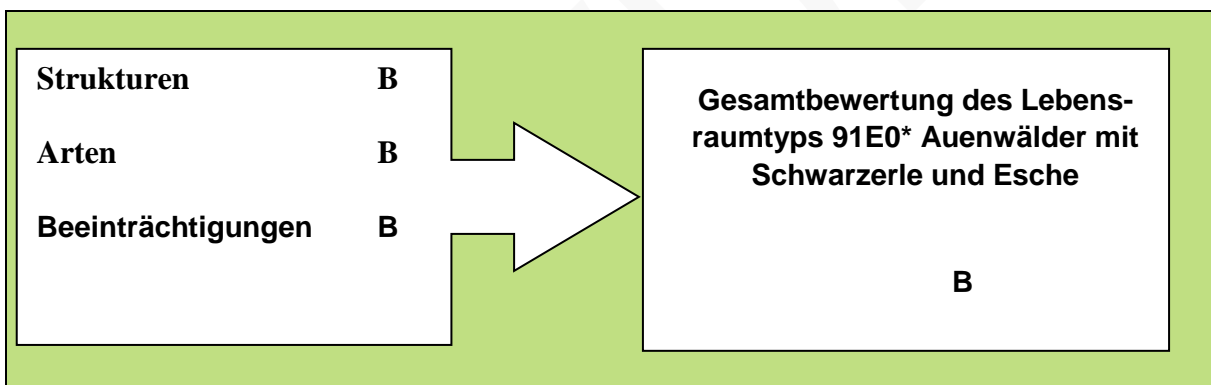 Strukturen B
Arten B
Beeinträchtigungen B
Gesamtbewertung des Lebens-
raumtyps 91E0* Auenwälder mit
Schwarzerle und Esche
B